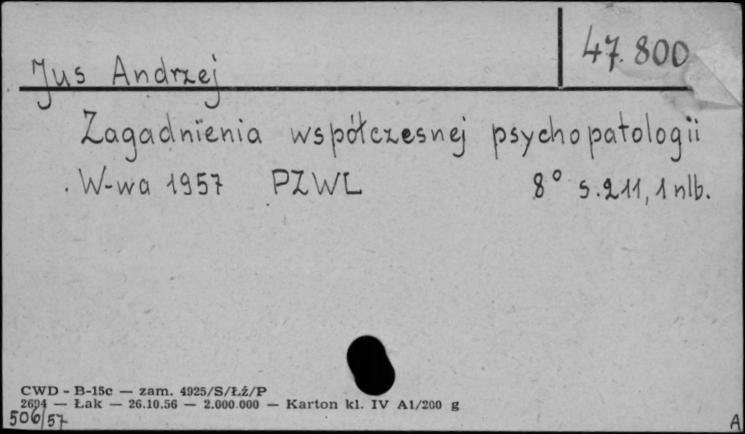 47.800
Jus Andrzej
Zagadnienia współczesnej psychopatologii
W-wa 1957 PZWL 8° s.211, 1 nlb.
CWD - B-15c — zam. 4925/S/Łź/P
2694 — Łak — 26.10.56 — 2.000.000 — Karton kl. IV A1/200 g
506/57
A